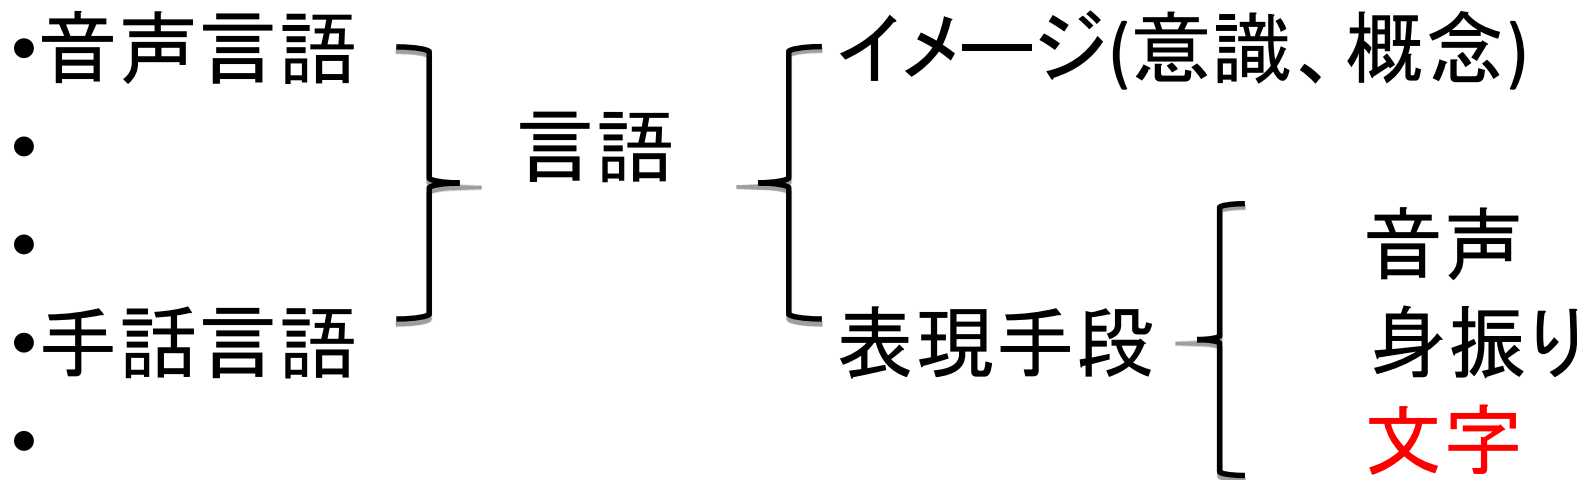 •音声言語
イメージ(意識、概念)
•
言語
•
音声
•手話言語
表現手段
身振り
•
文字